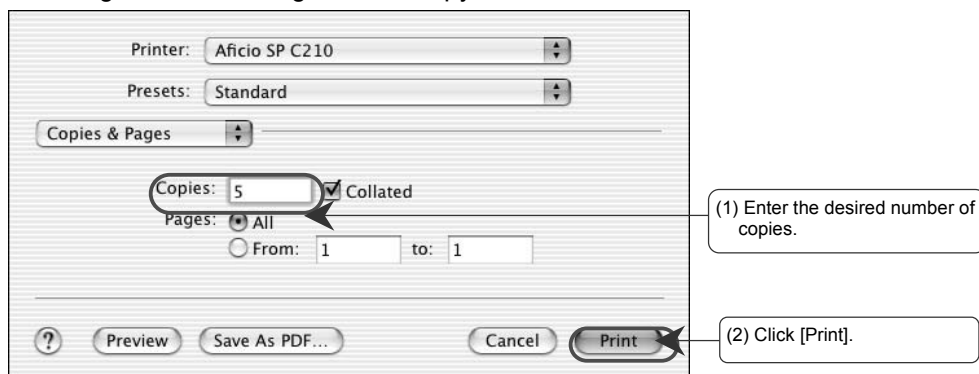 Printer: Aficio SP C210
Presets: Standard
Copies & Pages
Copies: 5 Collated
Pages: All
From: 1 to: 1
(1) Enter the desired number of
copies.
? Preview Save As PDF... Cancel Print
(2) Click [Print].